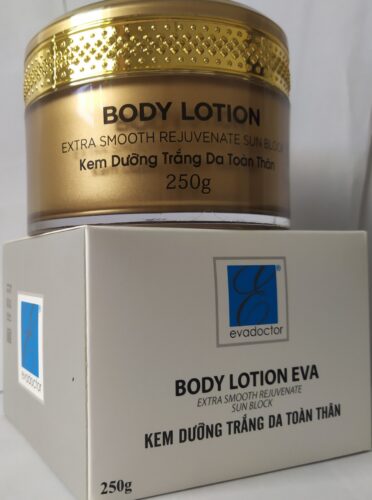 BODY LOTION
EXTRA SMOOTH REJUVENATE SUN BLOCK
Kem Dưỡng Trắng Da Toàn Thân
250g
E®
evadoctor
BODY LOTION EVA
EXTRA SMOOTH REJUVENATE
SUN BLOCK
KEM DƯỠNG TRẮNG DA TOÀN THÂN
250g
evadoctor